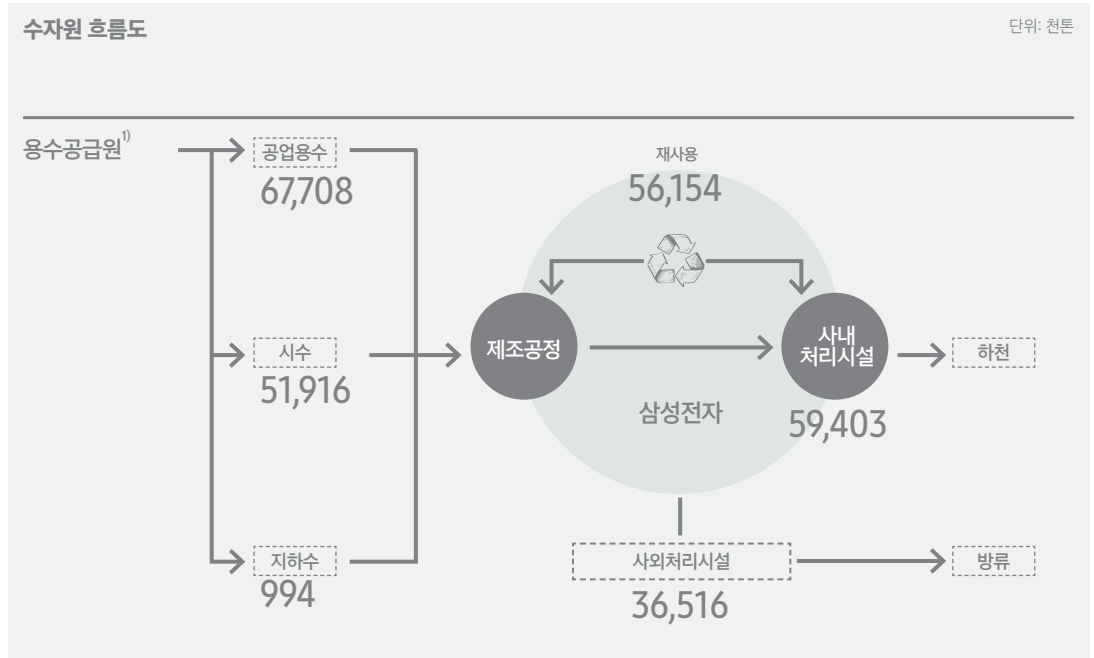 수자원 흐름도
단위: 천톤
용수공급원1)
공업용수
67,708
재사용
56,154
시수
51,916
제조공정
사내
처리시설
하천
삼성전자
59,403
지하수
994
사외처리시설
36,516
방류